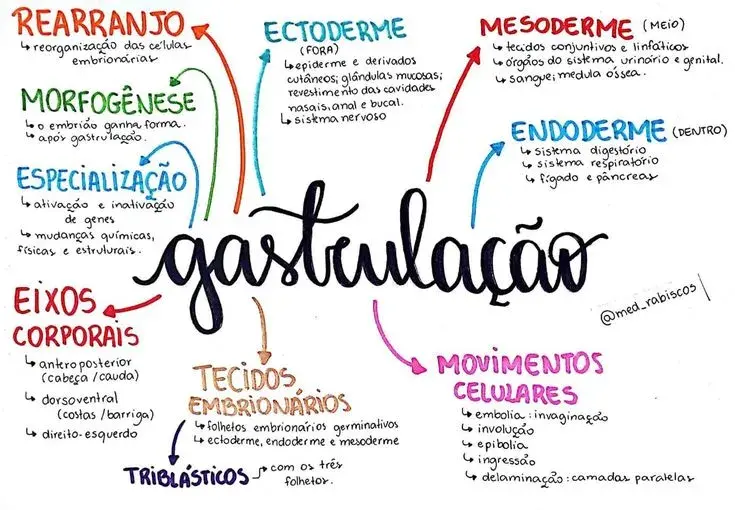 REARRANJO
↳ reorganização das células
embrionárias
MORFOGÊNESE
↳ o embrião ganha forma.
↳ após gastrulação.
ESPECIALIZAÇÃO
↳ ativação e inativação
de genes
↳ mudanças químicas,
físicas e estruturais.
ECTODERME
(FORA)
↳ epiderme e derivados
cutâneos; glândulas mucosas;
revestimento das cavidades
nasais, anal e bucal.
↳ sistema nervoso
MESODERME (MEIO)
↳ tecidos conjuntivos e linfáticos
↳ órgãos do sistema urinário e genital.
↳ sangue; medula óssea.
ENDODERME (DENTRO)
↳ sistema digestório
↳ sistema respiratório
↳ fígado e pâncreas
gastrulação
@med_rabiscos
EIXOS
CORPORAIS
↳ anteroposterior
(cabeça / cauda)
↳ dorsoventral
(costas / barriga)
↳ direito-esquerdo
TECIDOS
EMBRIONÁRIOS
↳ folhetos embrionários germinativos
↳ ectoderme, endoderme e mesoderme
TRIBLÁSTICOS
↳ com os três
folhetos.
MOVIMENTOS
CELULARES
↳ embolia: invaginação
↳ involução
↳ epibolia
↳ ingressão
↳ delaminação: camadas paralelas